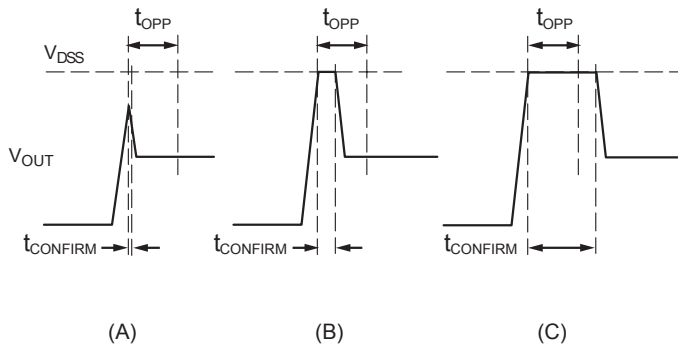 tOPP
tOPP
tOPP
VDSS
VOUT
tCONFIRM
tCONFIRM
tCONFIRM
(A)
(B)
(C)